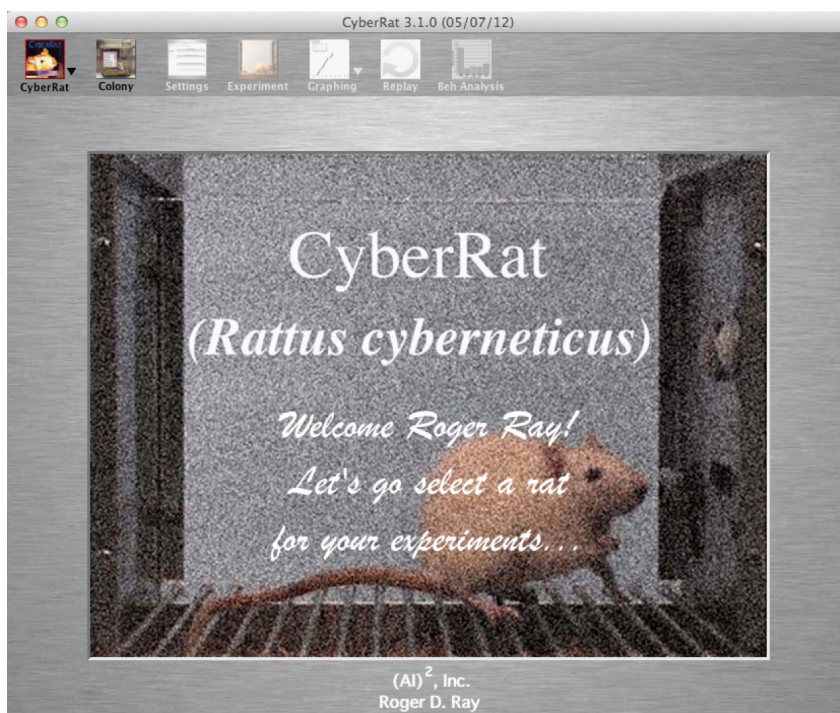 CyberRat 3.1.0 (05/07/12)
CyberRat Colony Settings Experiment Graphing Replay Beh Analysis
CyberRat
(Rattus cyberneticus)
Welcome Roger Ray!
Let's go select a rat
for your experiments...
(AI)², Inc.
Roger D. Ray